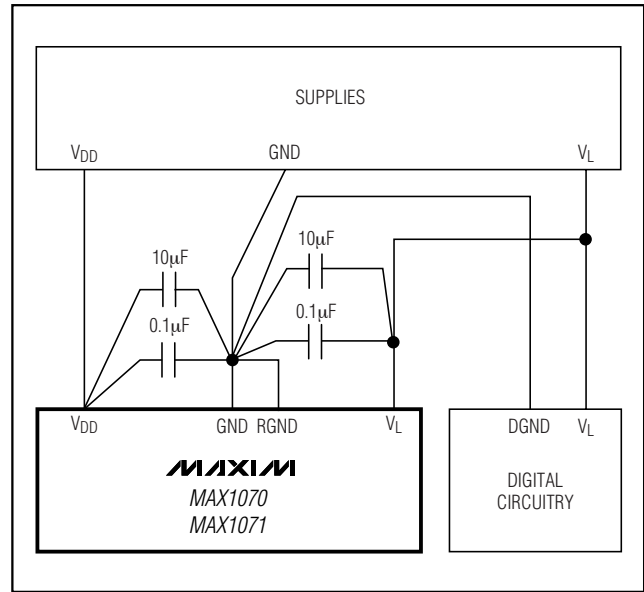 SUPPLIES
VDD GND VL
10μF
10μF
0.1μF
0.1μF
VDD GND RGND VL
DGND VL
MAXIM
MAX1070
MAX1071
DIGITAL
CIRCUITRY